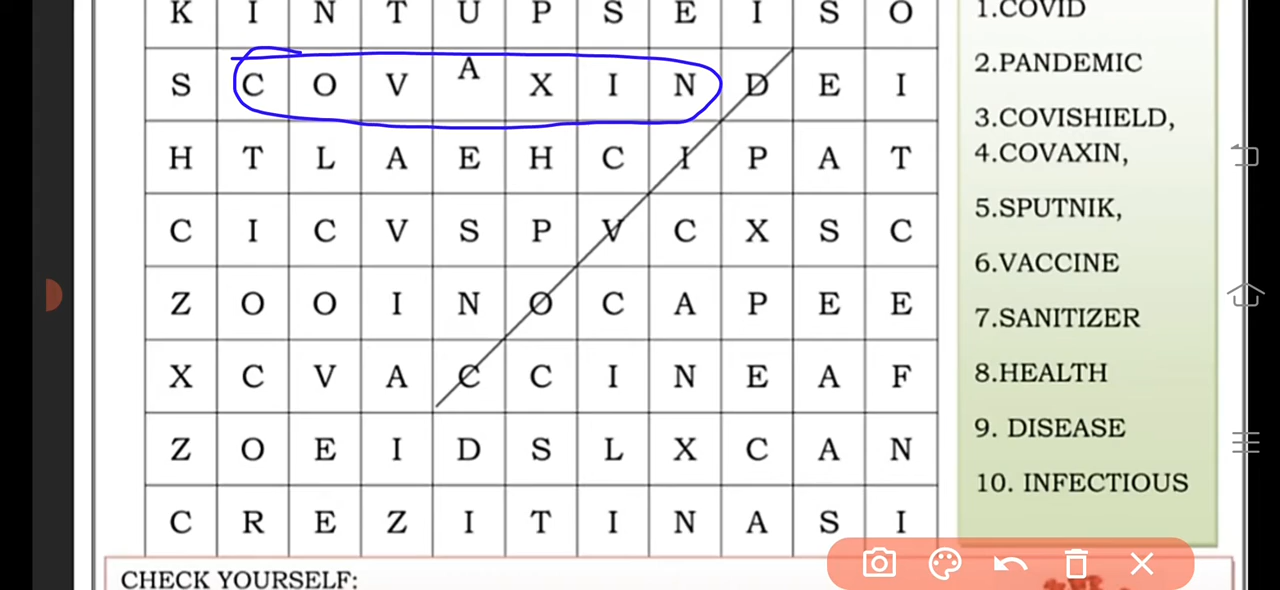 K I N T U P S E I S O
S C O V A X I N D E I
H T L A E H C I P A T
C I C V S P V C X S C
Z O O I N O C A P E E
X C V A C C I N E A F
Z O E I D S L X C A N
C R E Z I T I N A S I
1.COVID
2.PANDEMIC
3.COVISHIELD,
4.COVAXIN,
5.SPUTNIK,
6.VACCINE
7.SANITIZER
8.HEALTH
9. DISEASE
10. INFECTIOUS
CHECK YOURSELF: